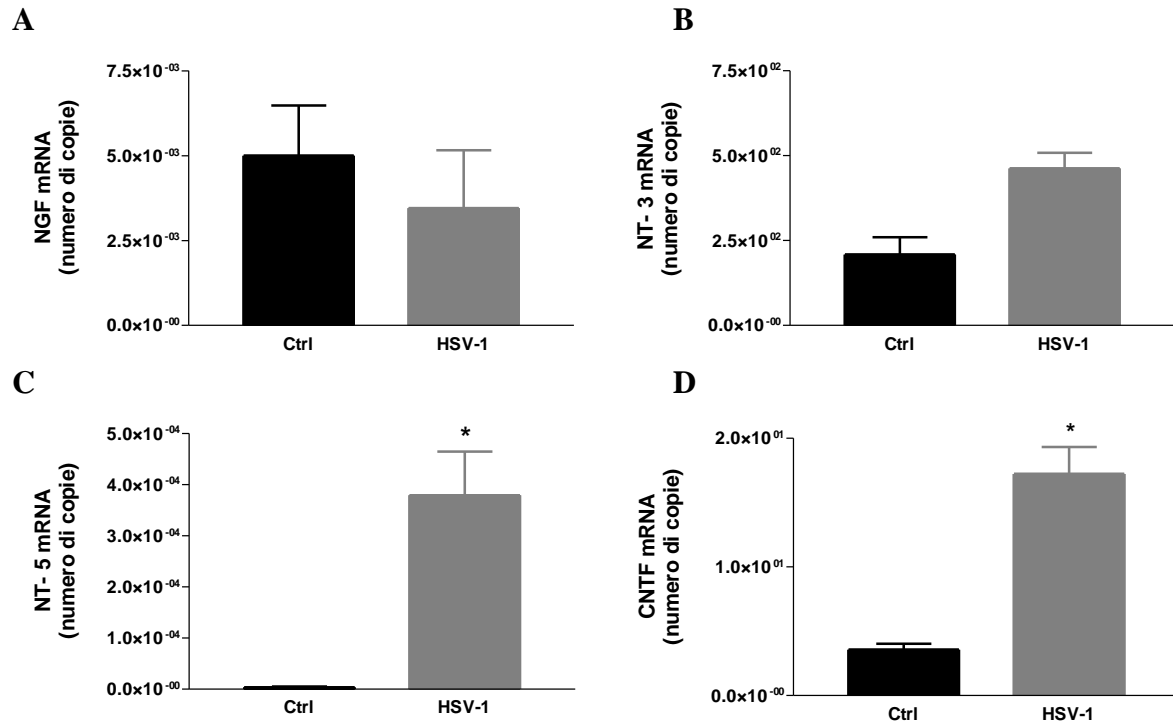 A
NGF mRNA
(numero di copie)
7.5×10⁻⁰³
5.0×10⁻⁰³
2.5×10⁻⁰³
0.0×10⁻⁰⁰
Ctrl HSV-1
B
NT- 3 mRNA
(numero di copie)
7.5×10⁰²
5.0×10⁰²
2.5×10⁰²
0.0×10⁻⁰⁰
Ctrl HSV-1
C
NT- 5 mRNA
(numero di copie)
5.0×10⁻⁰⁴
4.0×10⁻⁰⁴
3.0×10⁻⁰⁴
2.0×10⁻⁰⁴
1.0×10⁻⁰⁴
0.0×10⁻⁰⁰
*
Ctrl HSV-1
D
CNTF mRNA
(numero di copie)
2.0×10⁰¹
1.0×10⁰¹
0.0×10⁻⁰⁰
*
Ctrl HSV-1